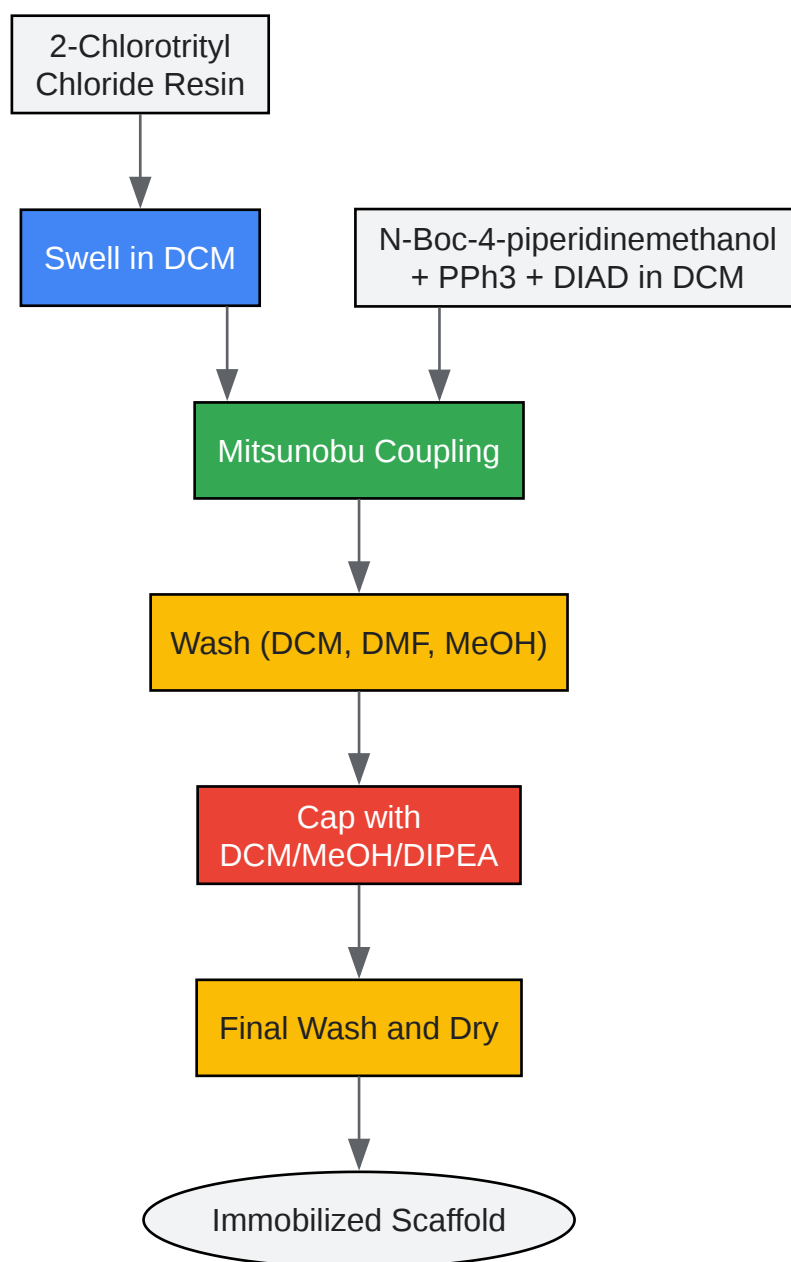 2-Chlorotrityl
Chloride Resin
Swell in DCM
N-Boc-4-piperidinemethanol
+ PPh3 + DIAD in DCM
Mitsunobu Coupling
Wash (DCM, DMF, MeOH)
Cap with
DCM/MeOH/DIPEA
Final Wash and Dry
Immobilized Scaffold